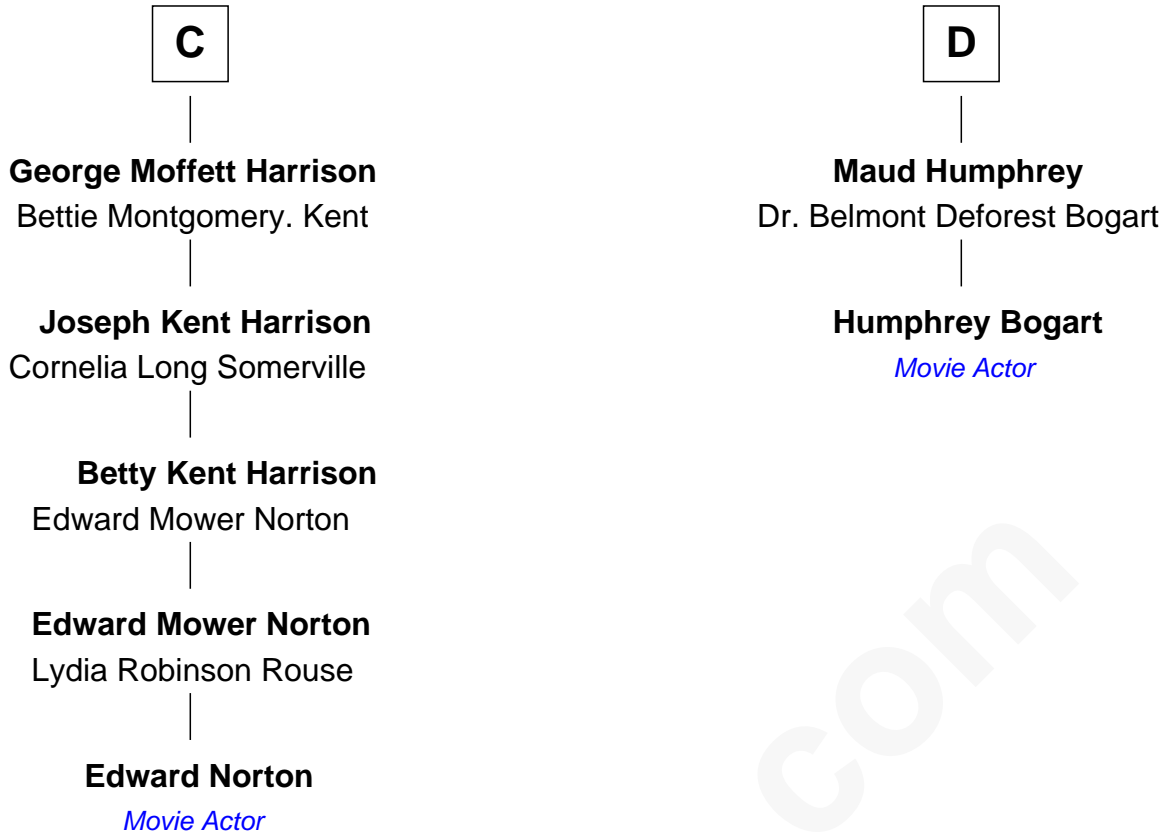 C
George Moffett Harrison
Bettie Montgomery. Kent
Joseph Kent Harrison
Cornelia Long Somerville
Betty Kent Harrison
Edward Mower Norton
Edward Mower Norton
Lydia Robinson Rouse
Edward Norton
Movie Actor
D
Maud Humphrey
Dr. Belmont Deforest Bogart
Humphrey Bogart
Movie Actor
com